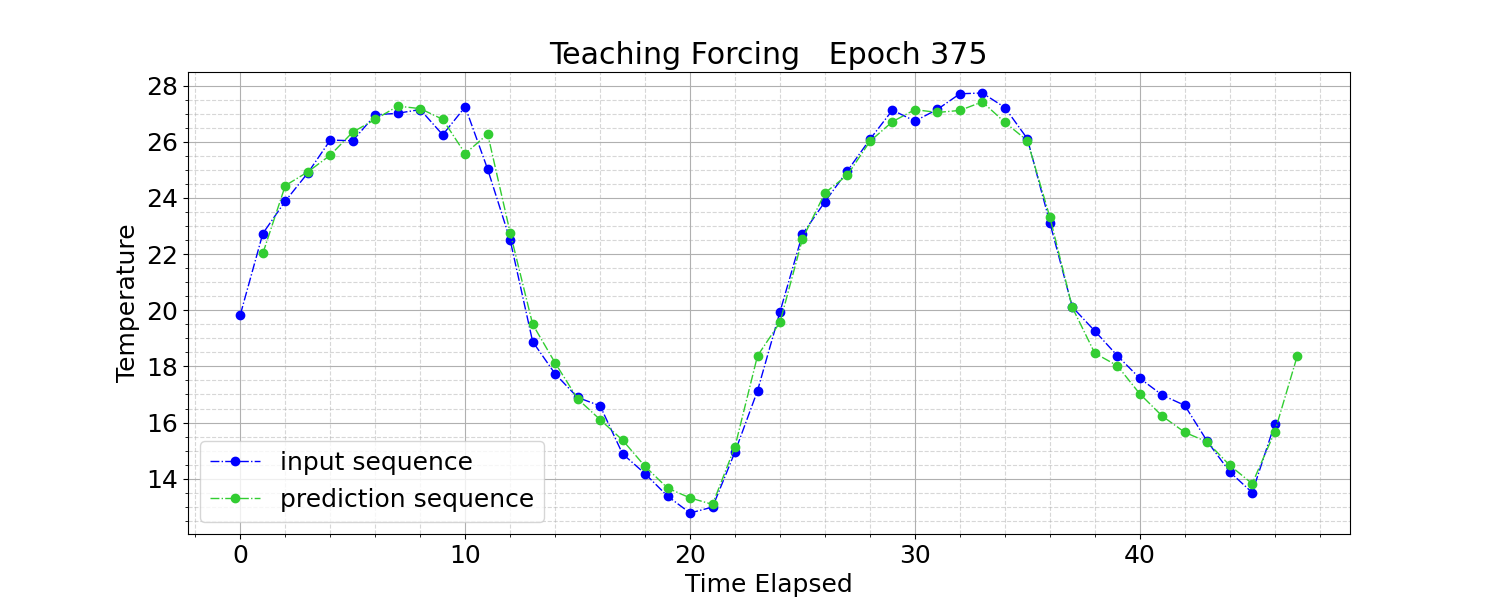 Teaching Forcing   Epoch 375
28
26
24
22
20
18
16
14
Temperature
input sequence
prediction sequence
0 10 20 30 40
Time Elapsed